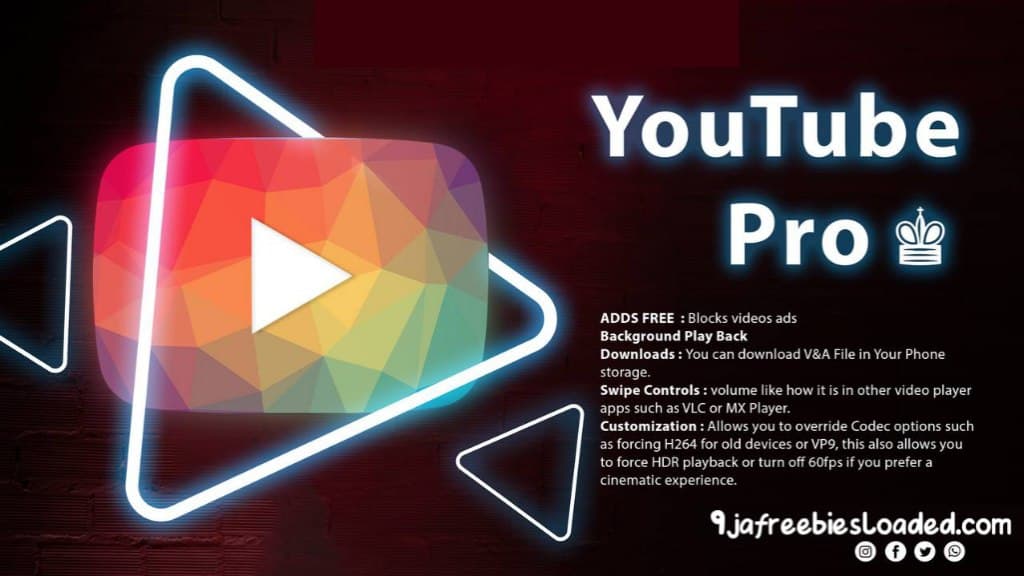 YouTube
Pro
ADDS FREE : Blocks videos ads
Background Play Back
Downloads : You can download V&A File in Your Phone
storage.
Swipe Controls : volume like how it is in other video player
apps such as VLC or MX Player.
Customization : Allows you to override Codec options such
as forcing H264 for old devices or VP9, this also allows you
to force HDR playback or turn off 60fps if you prefer a
cinematic experience.
9jafreebiesLoaded.com